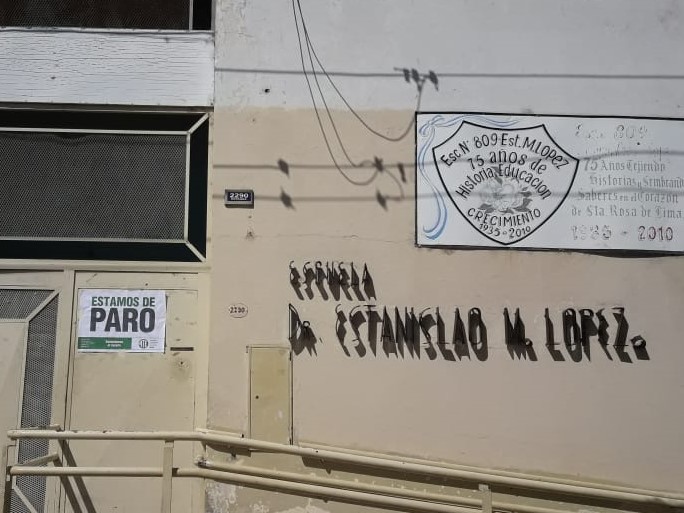 2290
Esc Nº 809 Est. M. LOPEZ
75 años de
Historia, Educación
CRECIMIENTO
1935-2010
Esc. 809
75 Años Tejiendo
Historias y Sembrando
Saberes en el Corazón
de Sta. Rosa de Lima
1935 - 2010
ESCUELA
2290
Dr. ESTANISLAO M. LOPEZ.
ESTAMOS DE
PARO